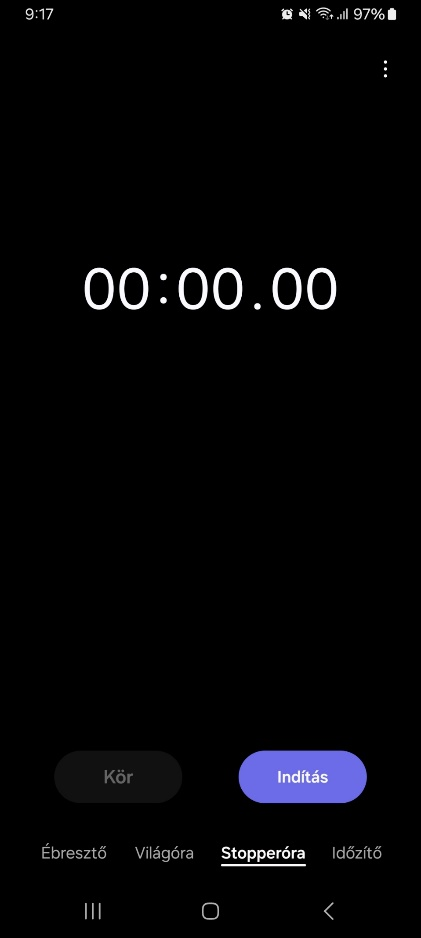 9:17 97%
00:00.00
Kör Indítás
Ébresztő Világóra Stopperóra Időzítő